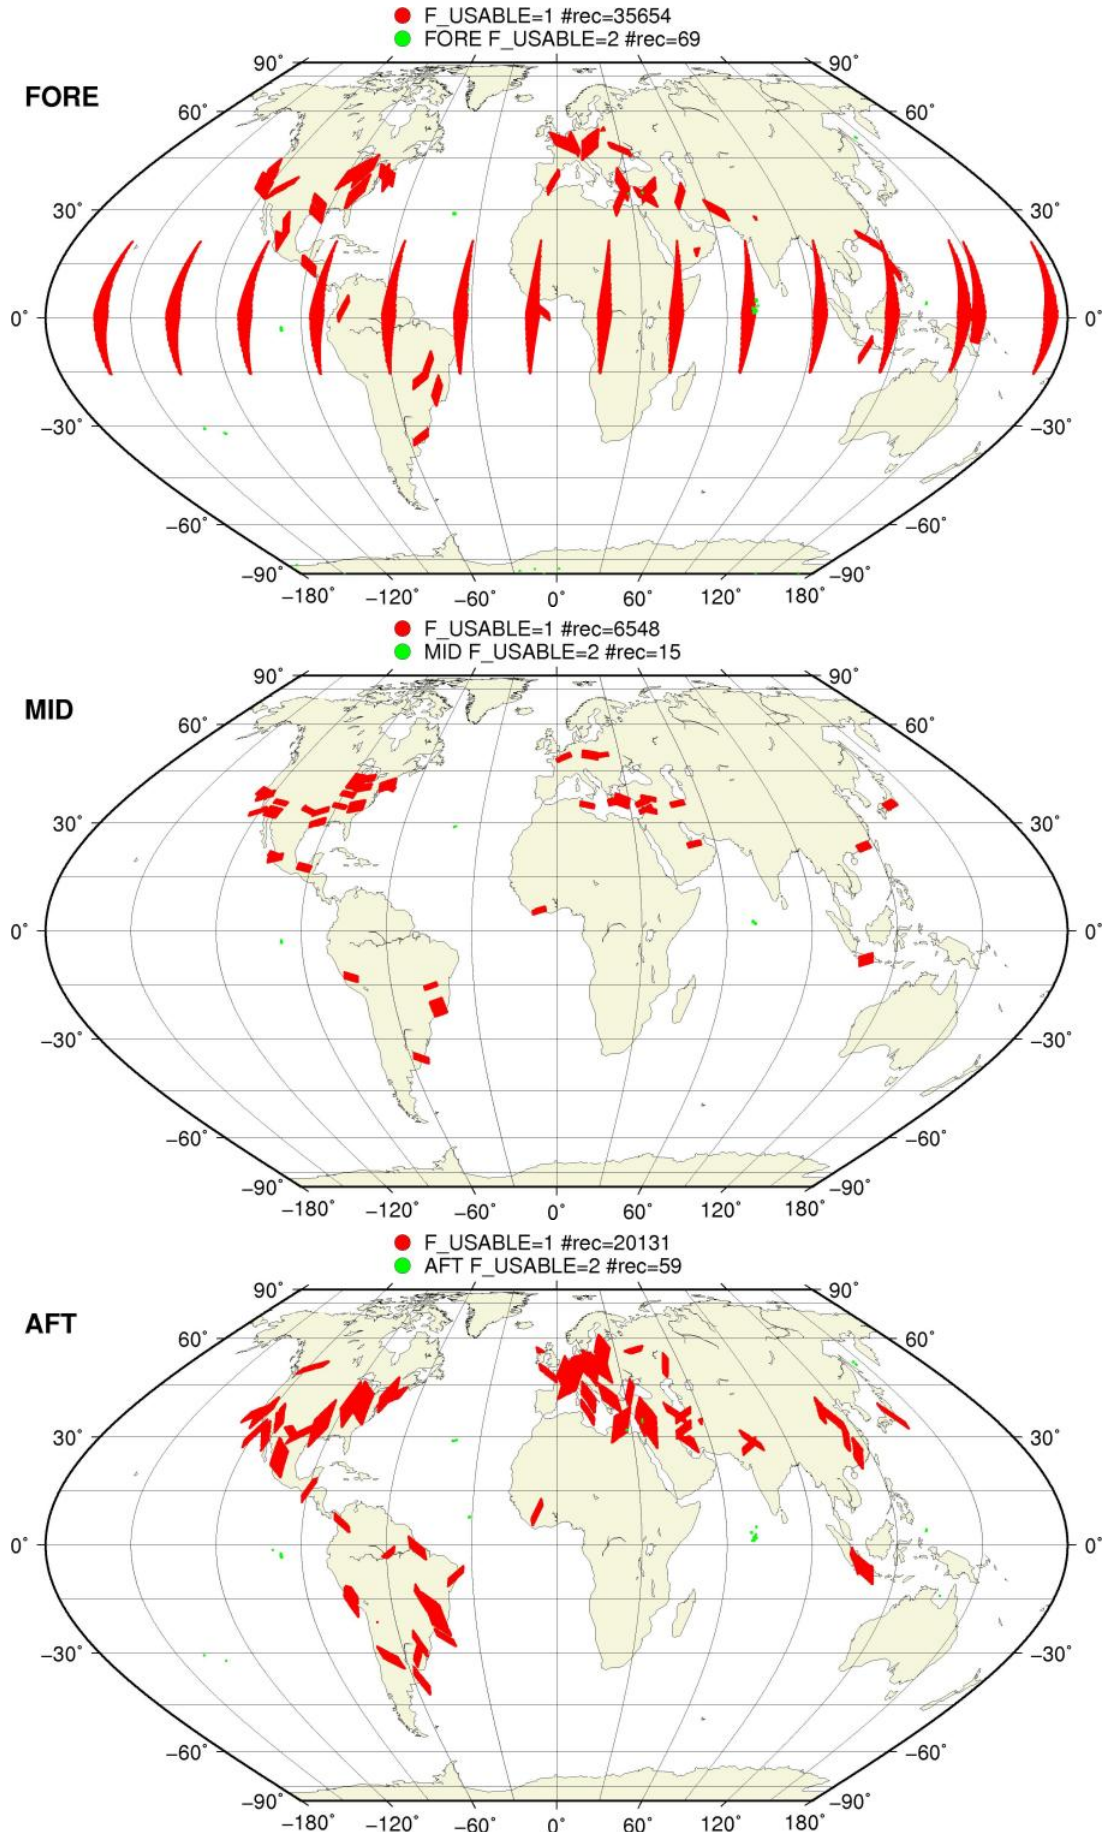 F_USABLE=1 #rec=35654
FORE F_USABLE=2 #rec=69
FORE
90° 90°
60° 60°
30° 30°
0° 0°
−30° −30°
−60° −60°
−90° −90°
−180° −120° −60° 0° 60° 120° 180°
F_USABLE=1 #rec=6548
MID F_USABLE=2 #rec=15
MID
90° 90°
60° 60°
30° 30°
0° 0°
−30° −30°
−60° −60°
−90° −90°
−180° −120° −60° 0° 60° 120° 180°
F_USABLE=1 #rec=20131
AFT F_USABLE=2 #rec=59
AFT
90° 90°
60° 60°
30° 30°
0° 0°
−30° −30°
−60° −60°
−90° −90°
−180° −120° −60° 0° 60° 120° 180°